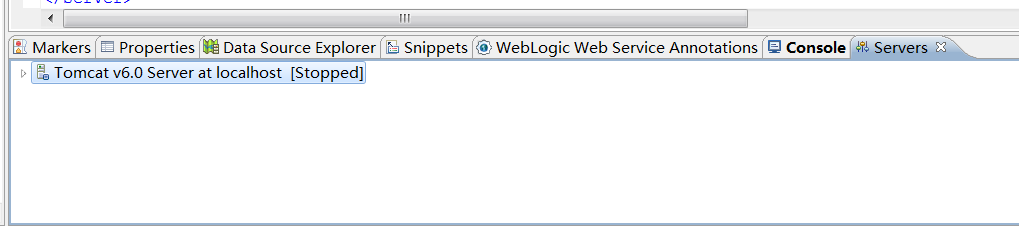 </Server>
Markers Properties Data Source Explorer Snippets WebLogic Web Service Annotations Console Servers
Tomcat v6.0 Server at localhost [Stopped]